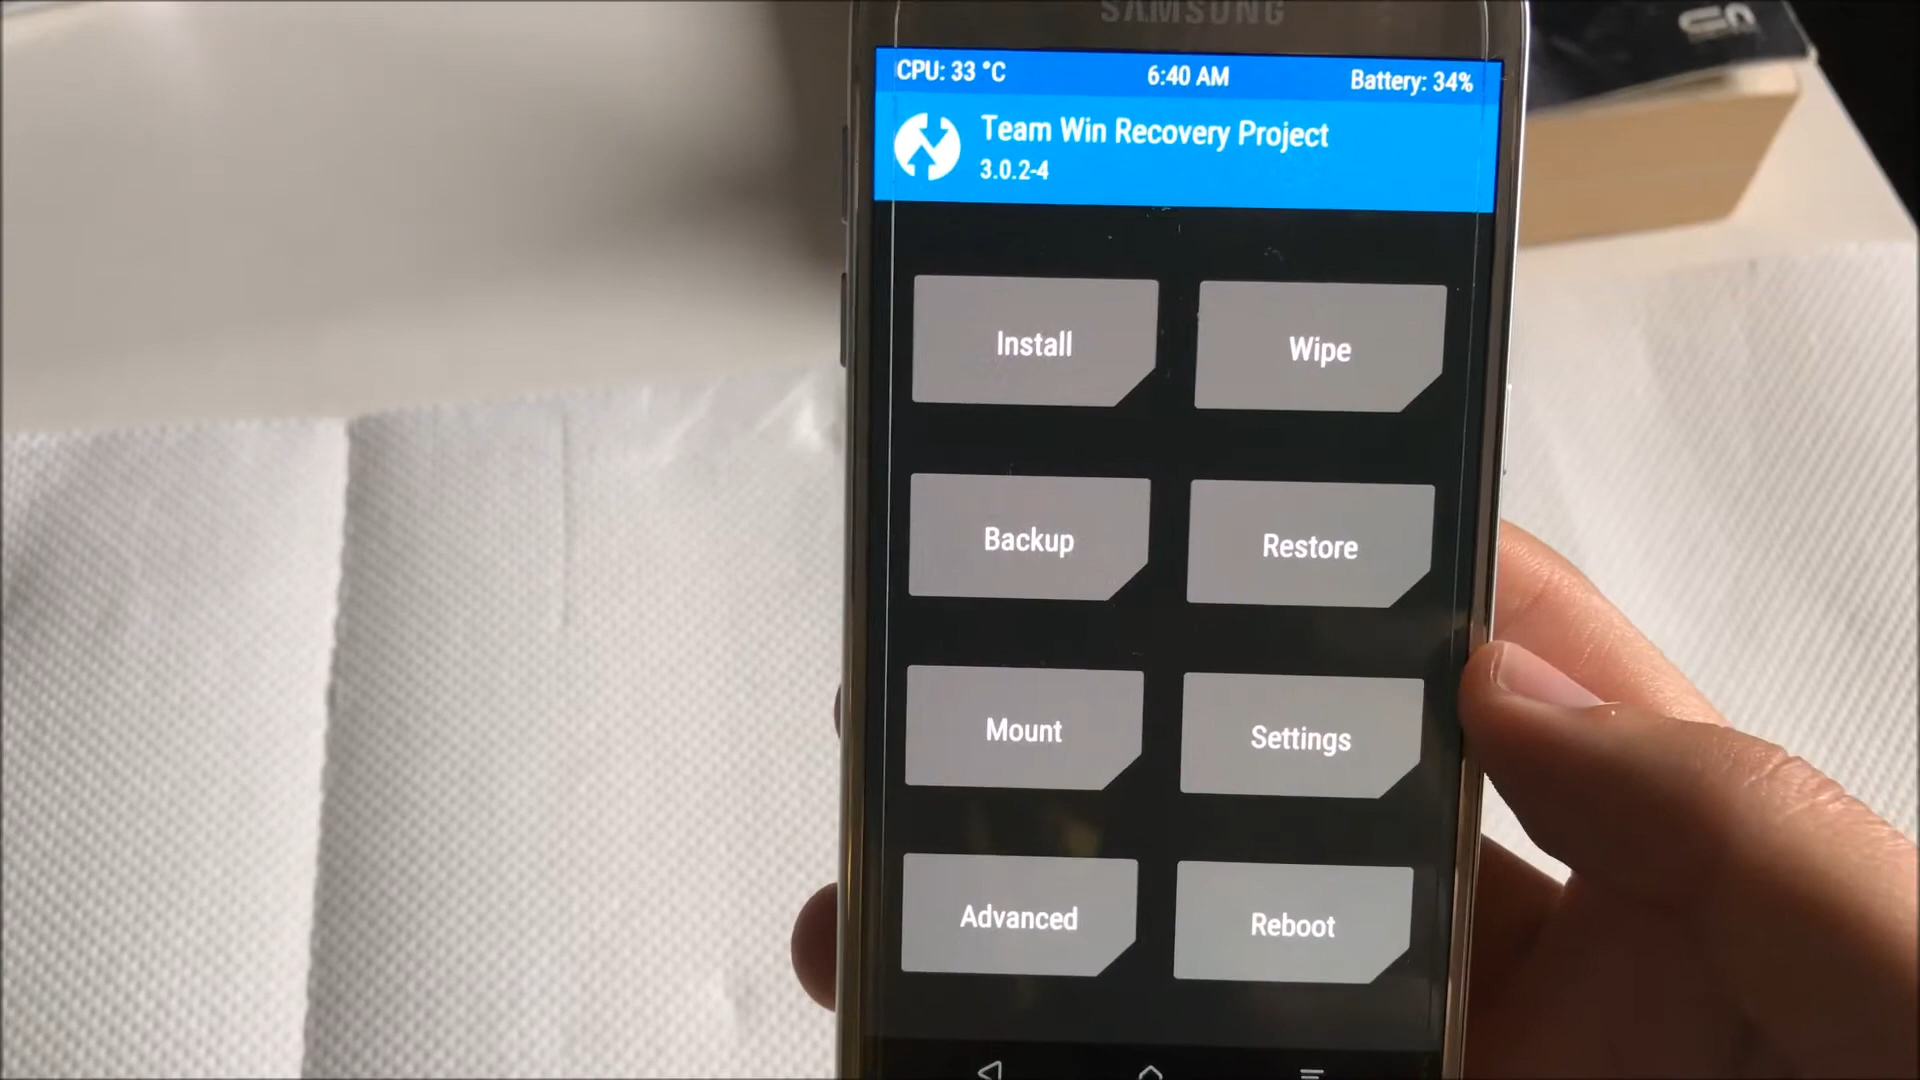 SAMSUNG
CPU: 33 °C 6:40 AM Battery: 34%
Team Win Recovery Project
3.0.2-4
Install Wipe
Backup Restore
Mount Settings
Advanced Reboot